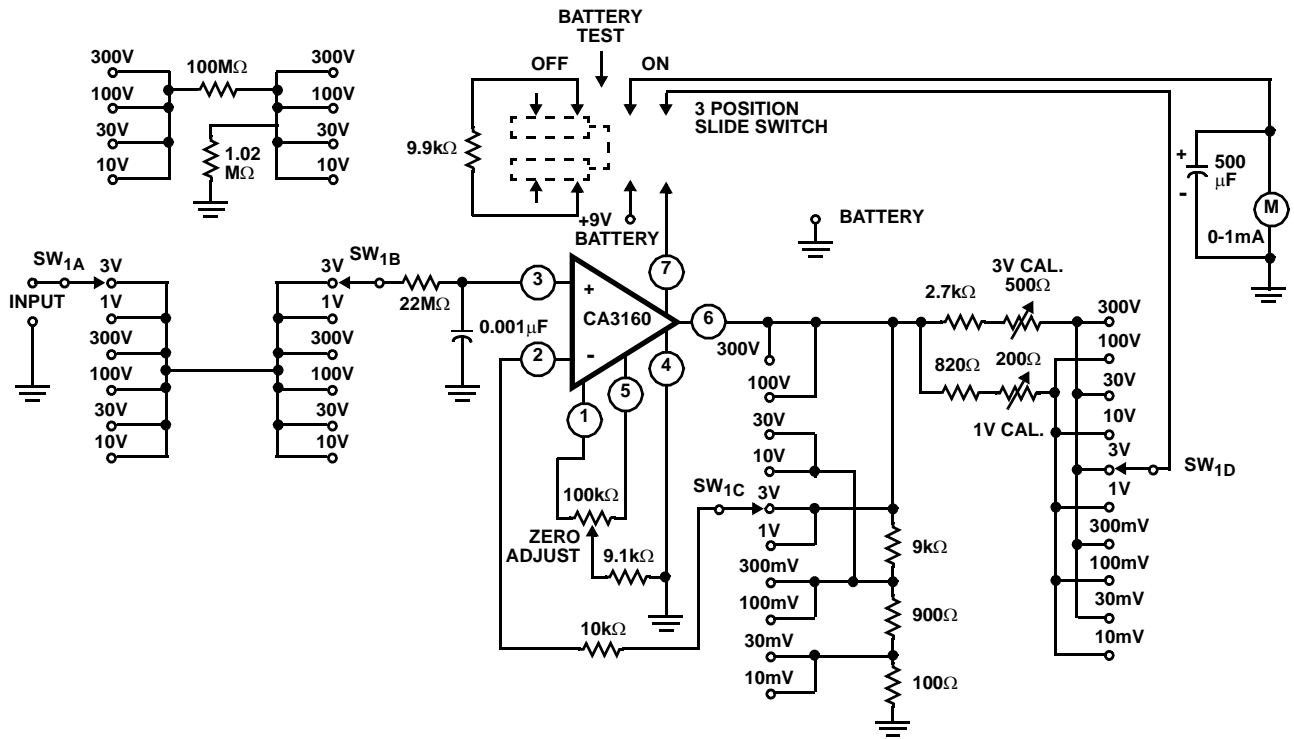 BATTERY
TEST
OFF
ON
300V
100V
30V
10V
100MΩ
1.02
MΩ
300V
100V
30V
10V
9.9kΩ
3 POSITION
SLIDE SWITCH
+9V
BATTERY
BATTERY
+
-
500
μF
M
0-1mA
SW1A
INPUT
3V
1V
300V
100V
30V
10V
3V
1V
300V
100V
30V
10V
SW1B
22MΩ
0.001μF
3
2
+
-
CA3160
7
6
4
5
1
100kΩ
ZERO
ADJUST
9.1kΩ
10kΩ
SW1C
300V
100V
30V
10V
3V
1V
300mV
100mV
30mV
10mV
9kΩ
900Ω
100Ω
2.7kΩ
3V CAL.
500Ω
820Ω
200Ω
1V CAL.
300V
100V
30V
10V
3V
1V
300mV
100mV
30mV
10mV
SW1D